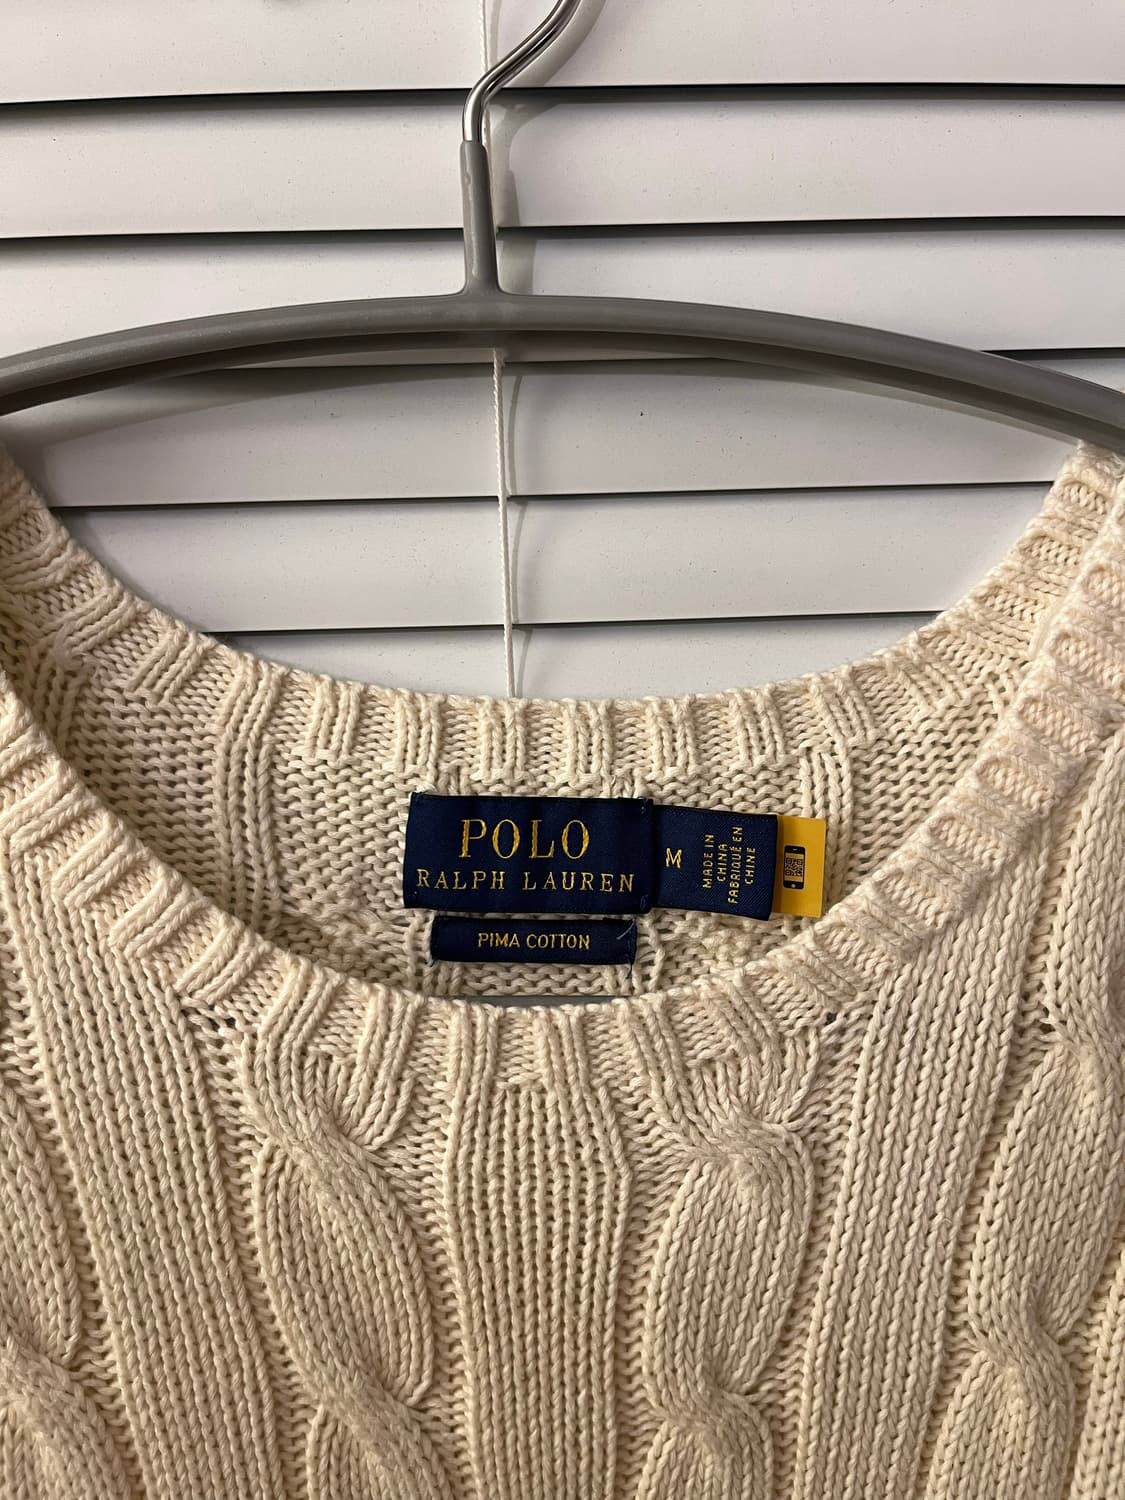 POLO
RALPH LAUREN
PIMA COTTON
M
MADE IN
CHINA
FABRIQUÉ EN
CHINE